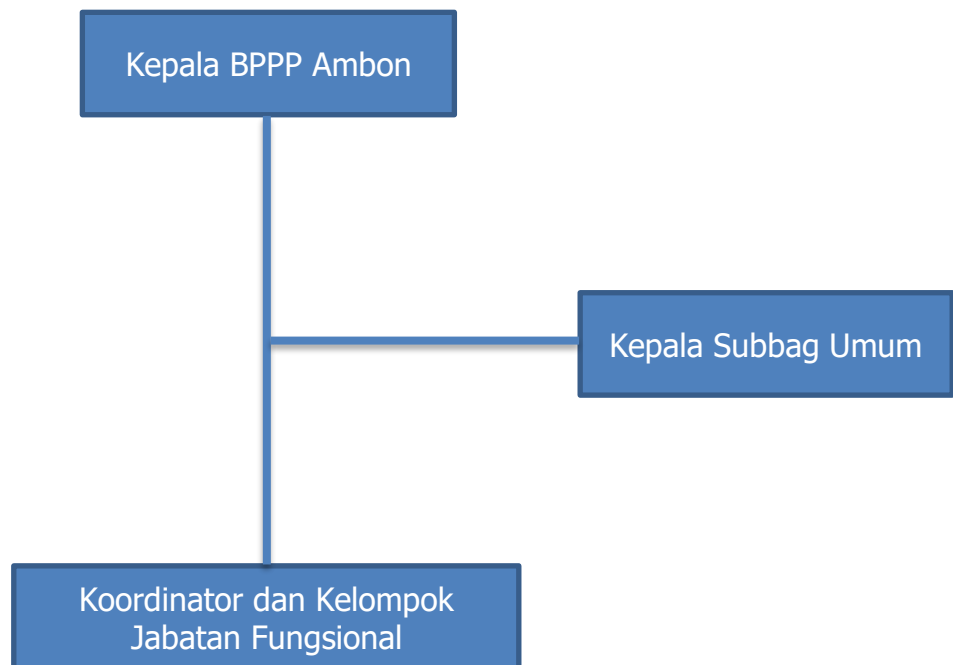 Kepala BPPP Ambon
Kepala Subbag Umum
Koordinator dan Kelompok
Jabatan Fungsional